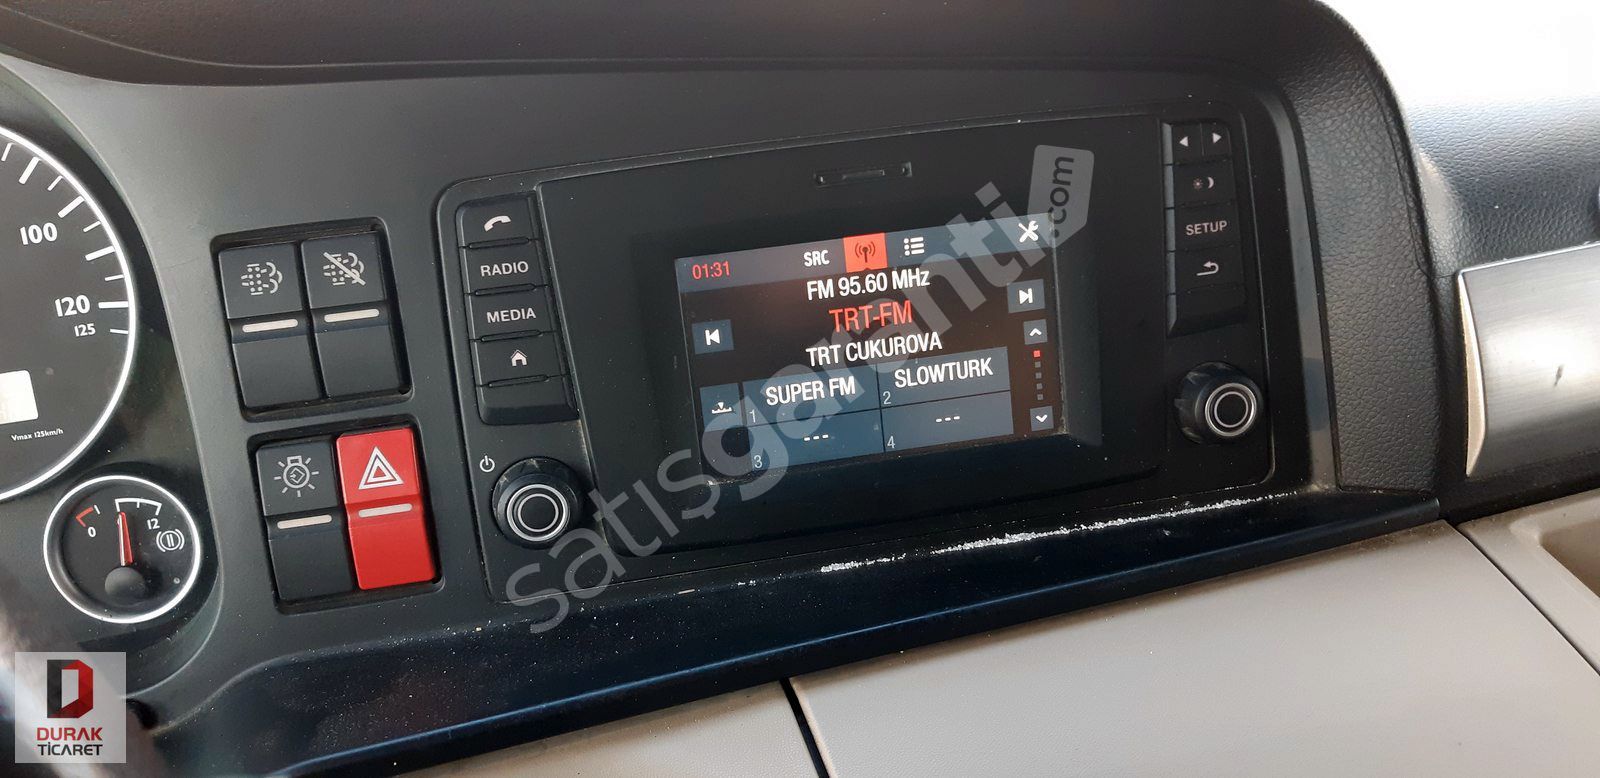 100
120
125
Vmax 125km/h
0
1
12
RADIO
MEDIA
01:31
SRC
FM 95.60 MHz
TRT-FM
TRT CUKUROVA
SUPER FM
1
SLOWTURK
2
---
3
---
4
SETUP
satışgaranti.com
D
DURAK
TİCARET